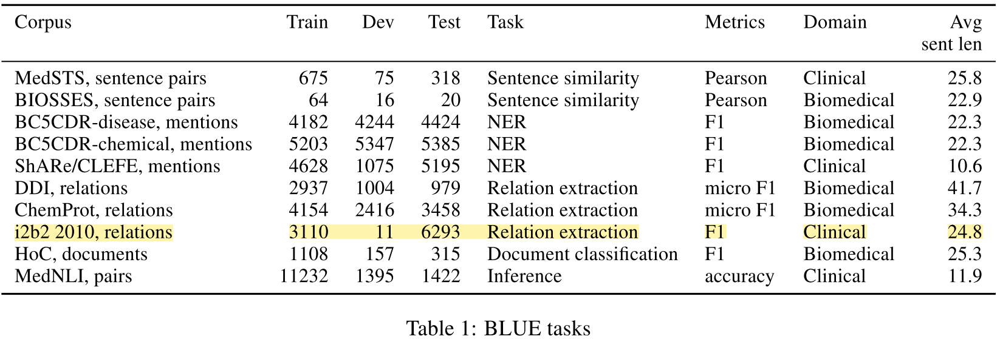 Corpus Train Dev Test Task Metrics Domain Avg
sent len
MedSTS, sentence pairs 675 75 318 Sentence similarity Pearson Clinical 25.8
BIOSSES, sentence pairs 64 16 20 Sentence similarity Pearson Biomedical 22.9
BC5CDR-disease, mentions 4182 4244 4424 NER F1 Biomedical 22.3
BC5CDR-chemical, mentions 5203 5347 5385 NER F1 Biomedical 22.3
ShARe/CLEFE, mentions 4628 1075 5195 NER F1 Clinical 10.6
DDI, relations 2937 1004 979 Relation extraction micro F1 Biomedical 41.7
ChemProt, relations 4154 2416 3458 Relation extraction micro F1 Biomedical 34.3
i2b2 2010, relations 3110 11 6293 Relation extraction F1 Clinical 24.8
HoC, documents 1108 157 315 Document classification F1 Biomedical 25.3
MedNLI, pairs 11232 1395 1422 Inference accuracy Clinical 11.9
Table 1: BLUE tasks